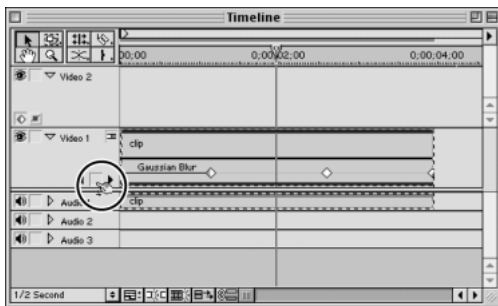 Timeline
00;00
0;00;02;00
0;00;04;00
Video 2
Video 1
clip
Gaussian Blur
clip
Audio 2
Audio 3
1/2 Second